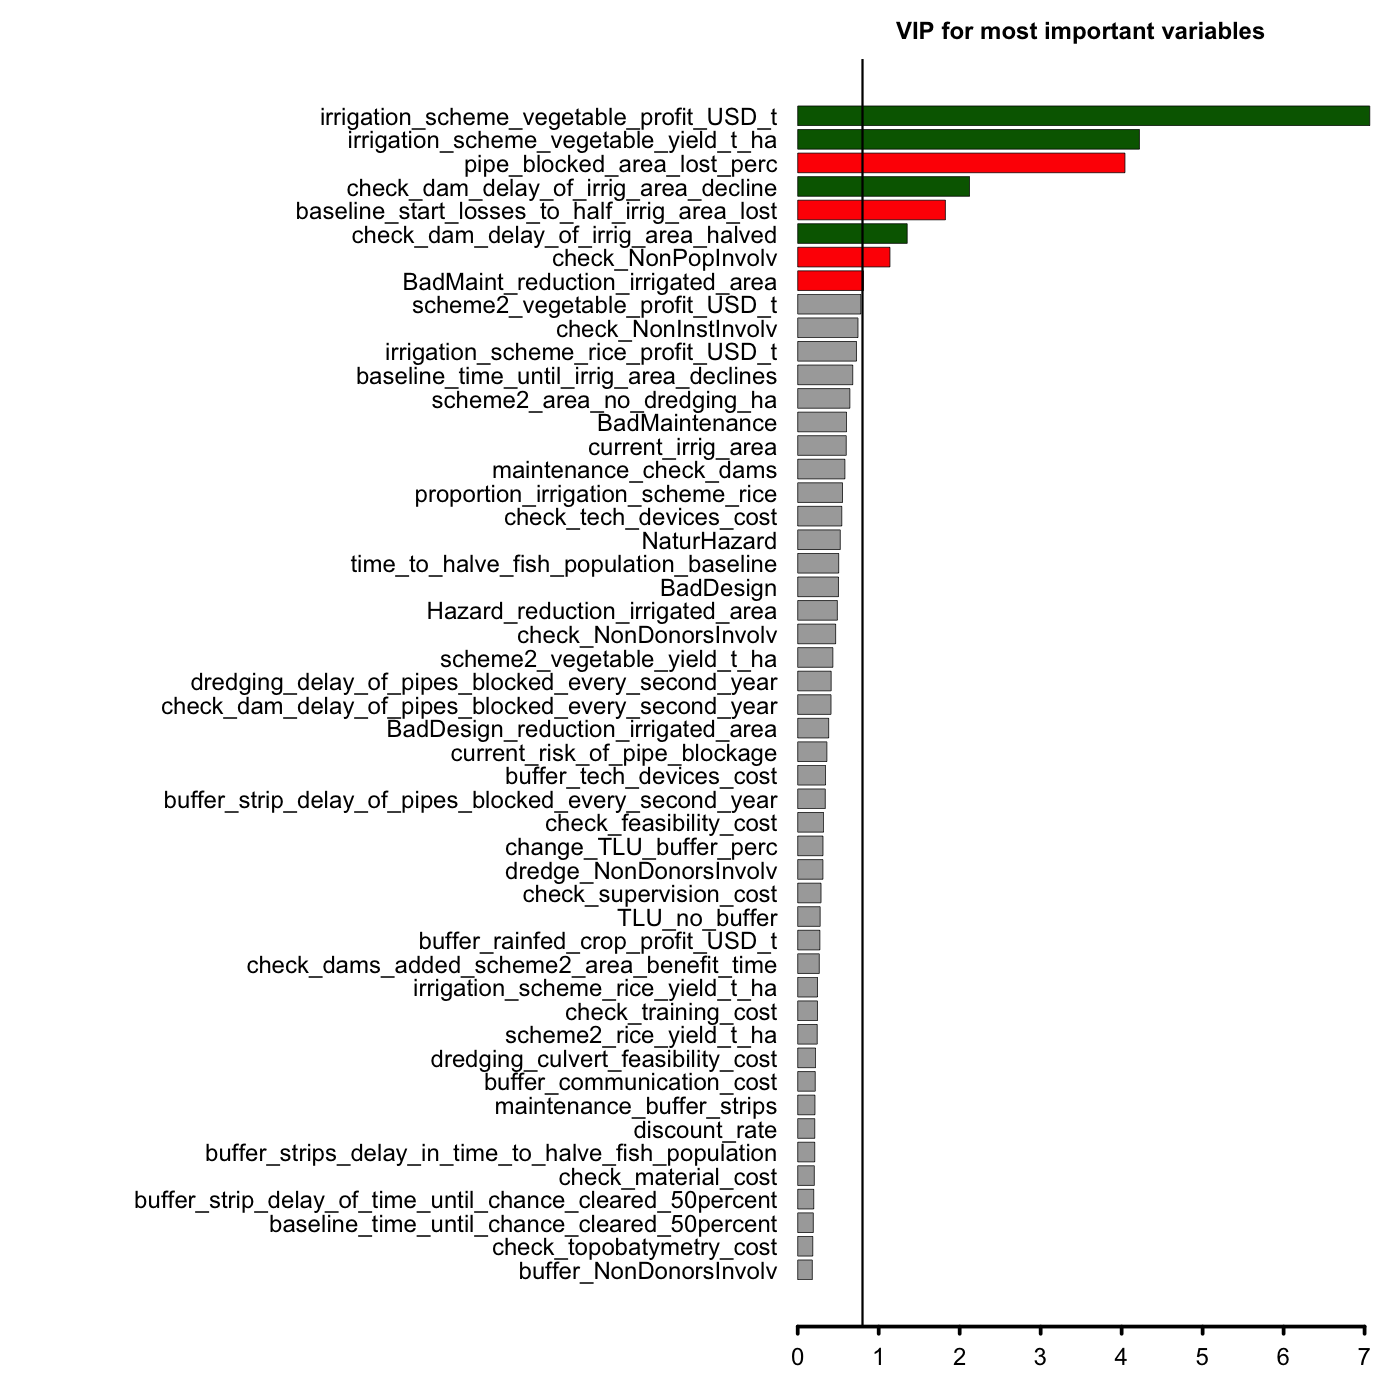 VIP for most important variables
irrigation_scheme_vegetable_profit_USD_t
irrigation_scheme_vegetable_yield_t_ha
pipe_blocked_area_lost_perc
check_dam_delay_of_irrig_area_decline
baseline_start_losses_to_half_irrig_area_lost
check_dam_delay_of_irrig_area_halved
check_NonPopInvolv
BadMaint_reduction_irrigated_area
scheme2_vegetable_profit_USD_t
check_NonInstInvolv
irrigation_scheme_rice_profit_USD_t
baseline_time_until_irrig_area_declines
scheme2_area_no_dredging_ha
BadMaintenance
current_irrig_area
maintenance_check_dams
proportion_irrigation_scheme_rice
check_tech_devices_cost
NaturHazard
time_to_halve_fish_population_baseline
BadDesign
Hazard_reduction_irrigated_area
check_NonDonorsInvolv
scheme2_vegetable_yield_t_ha
dredging_delay_of_pipes_blocked_every_second_year
check_dam_delay_of_pipes_blocked_every_second_year
BadDesign_reduction_irrigated_area
current_risk_of_pipe_blockage
buffer_tech_devices_cost
buffer_strip_delay_of_pipes_blocked_every_second_year
check_feasibility_cost
change_TLU_buffer_perc
dredge_NonDonorsInvolv
check_supervision_cost
TLU_no_buffer
buffer_rainfed_crop_profit_USD_t
check_dams_added_scheme2_area_benefit_time
irrigation_scheme_rice_yield_t_ha
check_training_cost
scheme2_rice_yield_t_ha
dredging_culvert_feasibility_cost
buffer_communication_cost
maintenance_buffer_strips
discount_rate
buffer_strips_delay_in_time_to_halve_fish_population
check_material_cost
buffer_strip_delay_of_time_until_chance_cleared_50percent
baseline_time_until_chance_cleared_50percent
check_topobatymetry_cost
buffer_NonDonorsInvolv
0 1 2 3 4 5 6 7